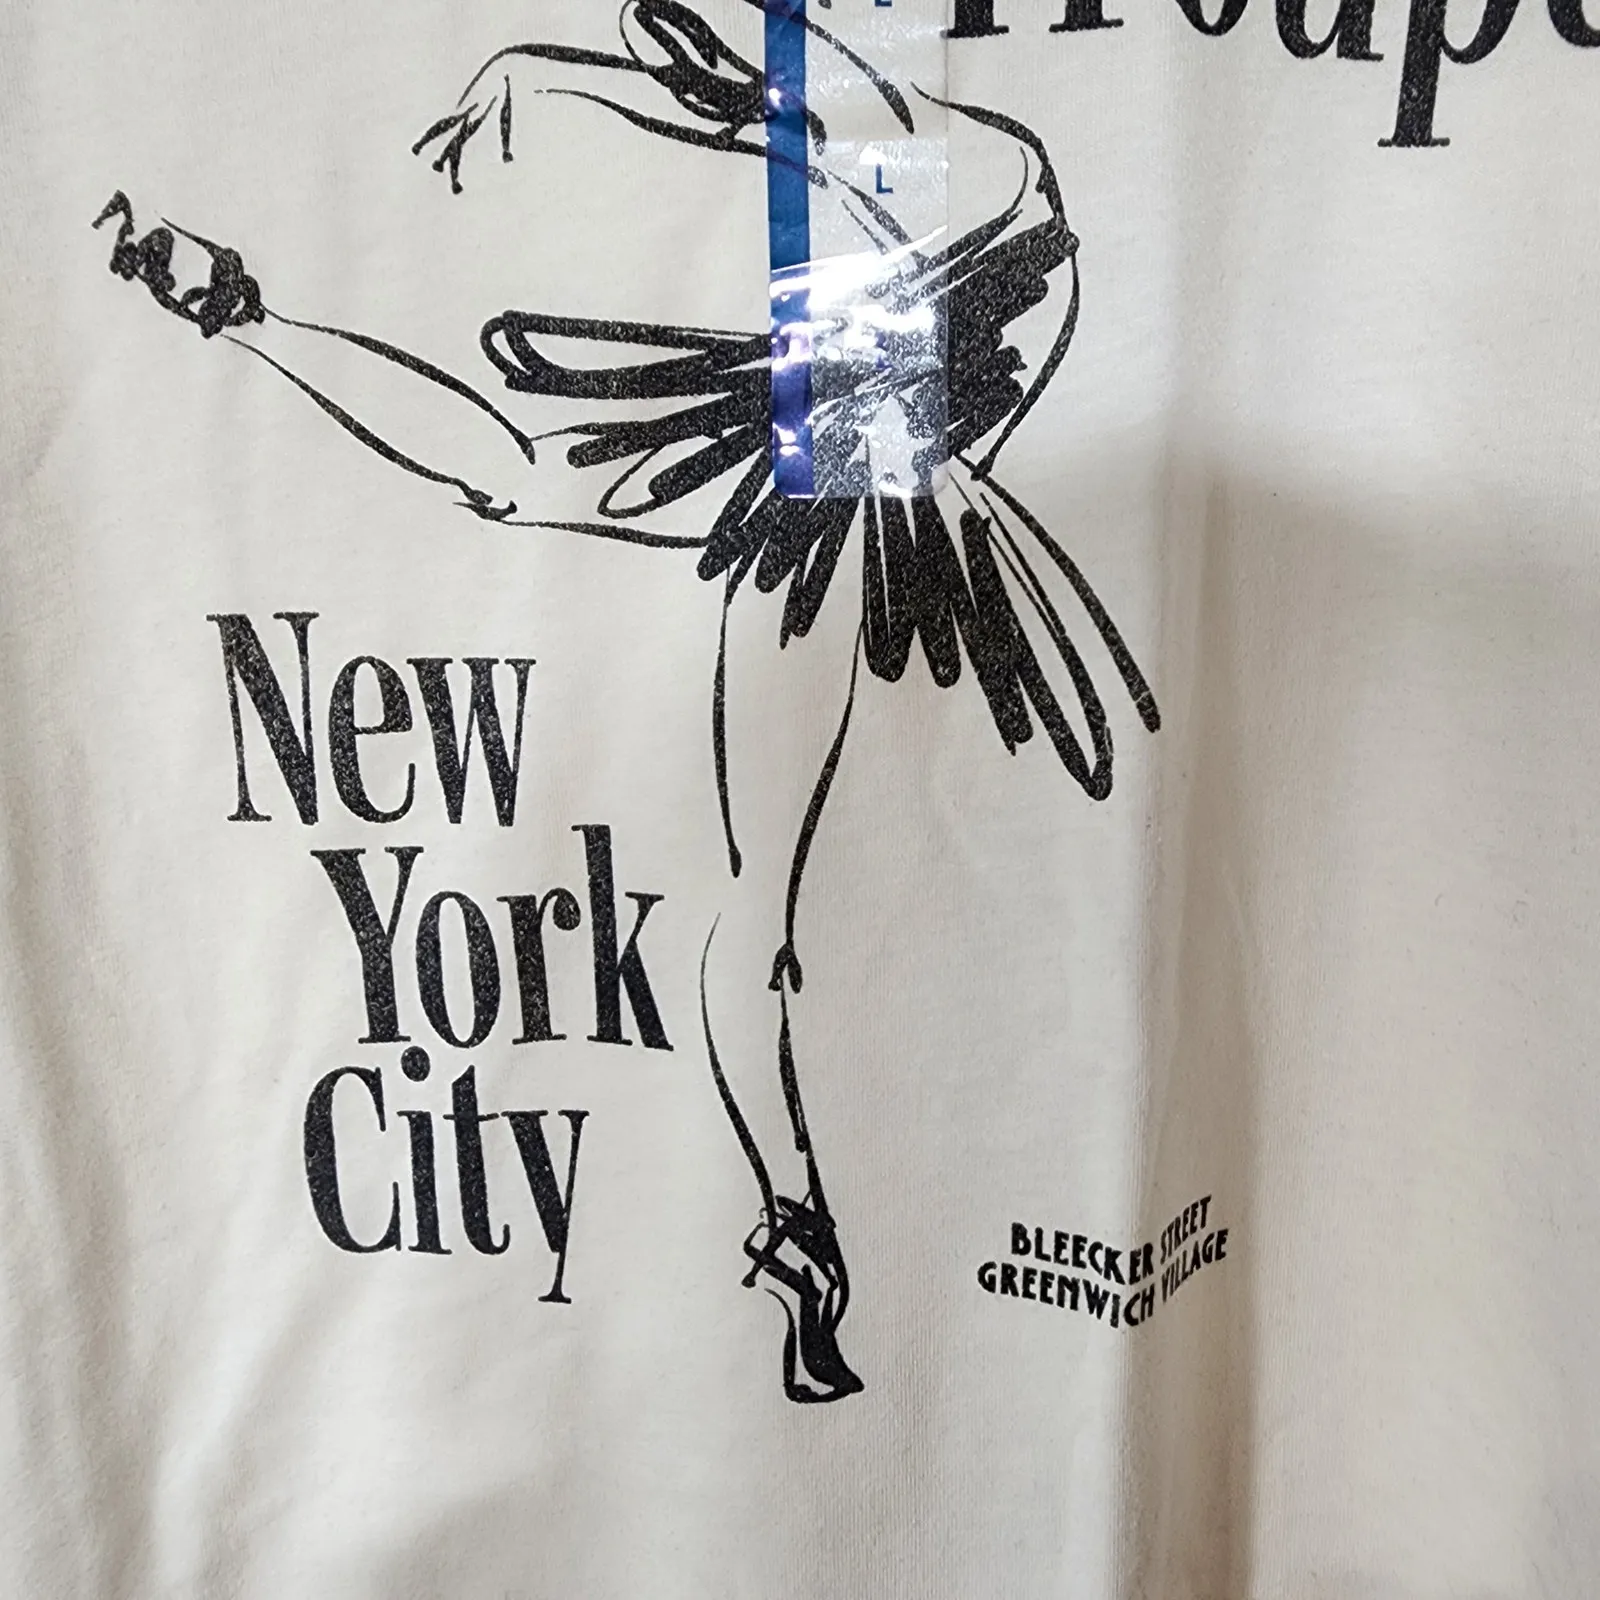 L
New
York
City
BLEECKER STREET
GREENWICH VILLAGE